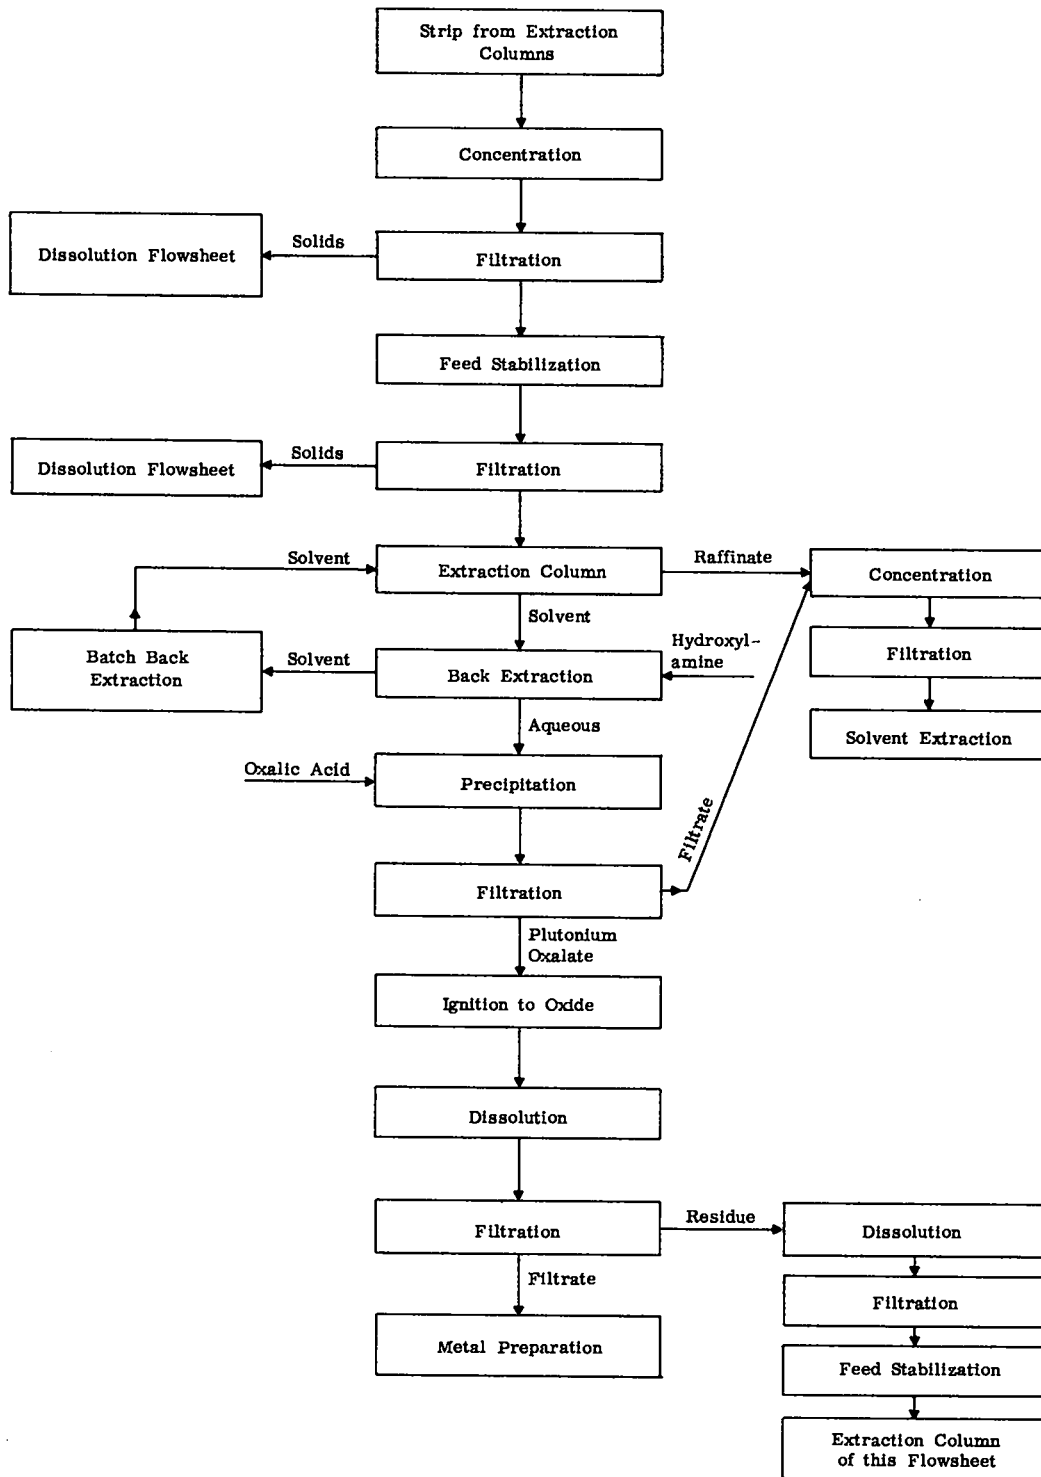 Strip from Extraction
Columns
Concentration
Dissolution Flowsheet
Solids
Filtration
Feed Stabilization
Dissolution Flowsheet
Solids
Filtration
Solvent
Extraction Column
Raffinate
Concentration
Solvent
Hydroxyl-
amine
Batch Back
Extraction
Solvent
Back Extraction
Filtration
Aqueous
Solvent Extraction
Oxalic Acid
Precipitation
Filtrate
Filtration
Plutonium
Oxalate
Ignition to Oxide
Dissolution
Filtration
Residue
Dissolution
Filtrate
Filtration
Metal Preparation
Feed Stabilization
Extraction Column
of this Flowsheet